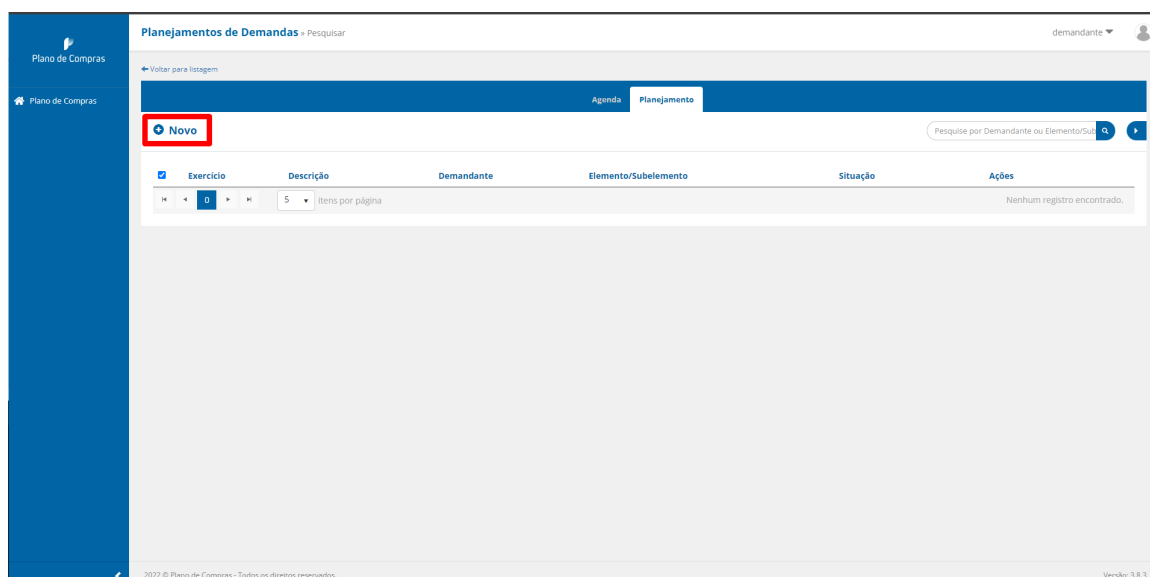 Plano de Compras
Planejamentos de Demandas » Pesquisar
demandante
Voltar para listagem
Plano de Compras
Agenda Planejamento
Novo
Pesquise por Demandante ou Elemento/Sub
Exercício Descrição Demandante Elemento/Subelemento Situação Ações
0 5 itens por página Nenhum registro encontrado.
2022 © Plano de Compras - Todos os direitos reservados Versão: 3.8.3